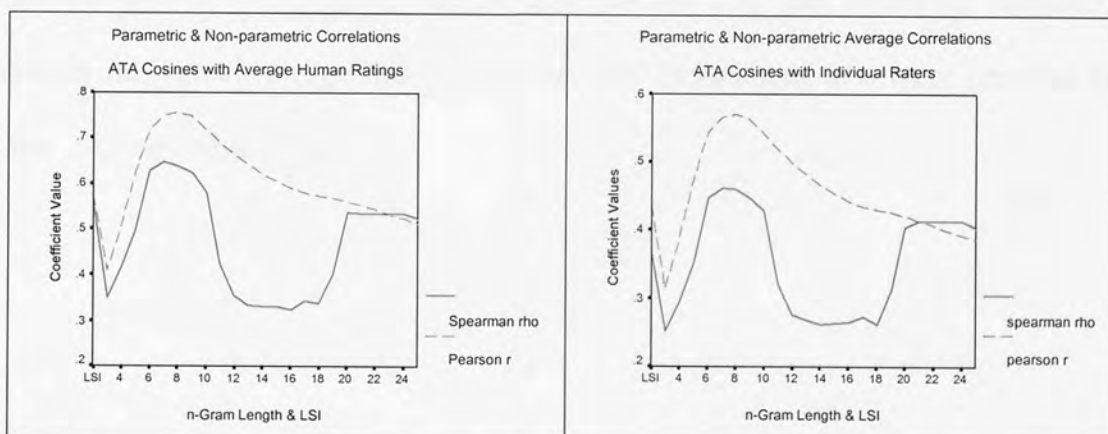 Parametric & Non-parametric Correlations
ATA Cosines with Average Human Ratings
.8
.7
.6
.5
.4
.3
.2
Coefficient Value
LSI 4 6 8 10 12 14 16 18 20 22 24
n-Gram Length & LSI
Spearman rho
Pearson r
Parametric & Non-parametric Average Correlations
ATA Cosines with Individual Raters
.6
.5
.4
.3
.2
Coefficient Values
LSI 4 6 8 10 12 14 16 18 20 22 24
n-Gram Length & LSI
spearman rho
pearson r